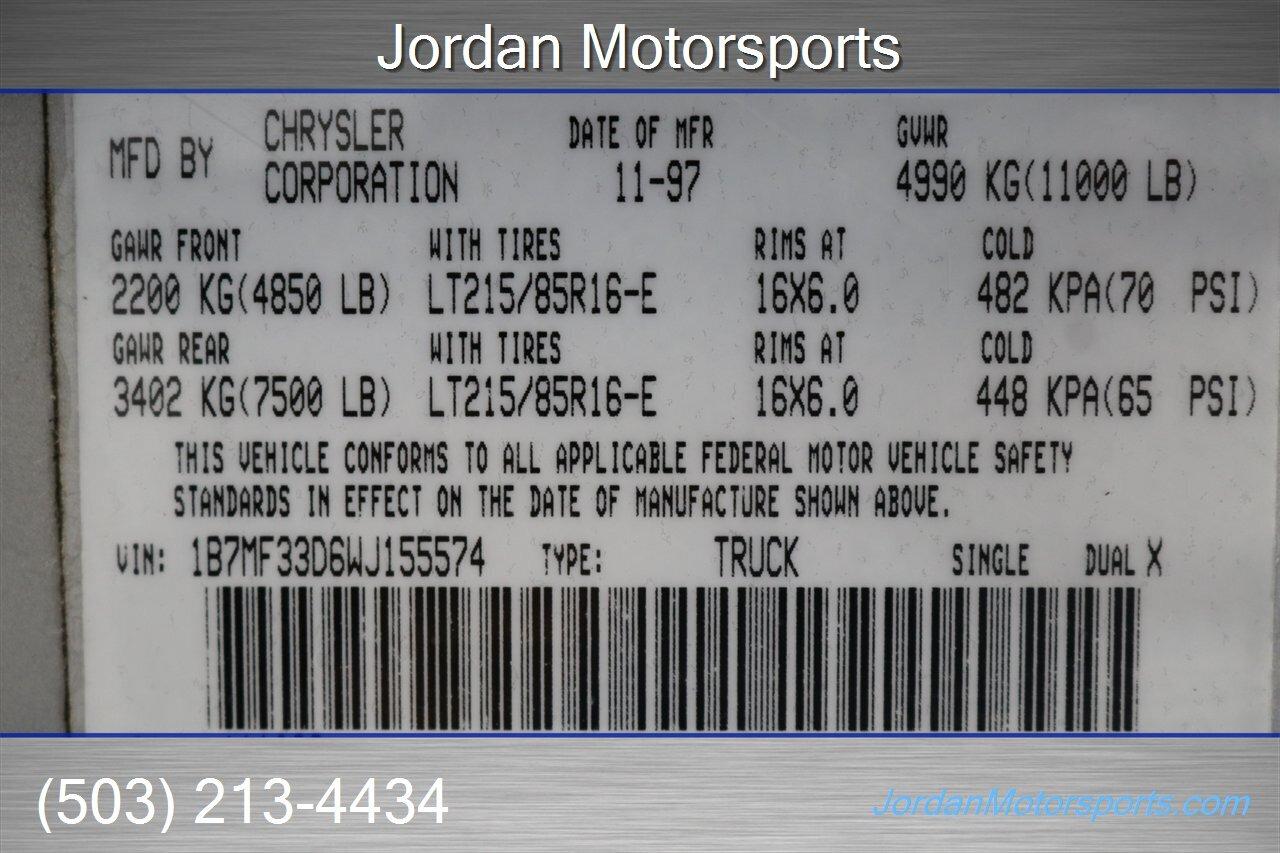 Jordan Motorsports
MFD BY CHRYSLER CORPORATION DATE OF MFR 11-97 GVWR 4990 KG(11000 LB)
GAWR FRONT WITH TIRES RIMS AT COLD
2200 KG(4850 LB) LT215/85R16-E 16X6.0 482 KPA(70 PSI)
GAWR REAR WITH TIRES RIMS AT COLD
3402 KG(7500 LB) LT215/85R16-E 16X6.0 448 KPA(65 PSI)
THIS VEHICLE CONFORMS TO ALL APPLICABLE FEDERAL MOTOR VEHICLE SAFETY
STANDARDS IN EFFECT ON THE DATE OF MANUFACTURE SHOWN ABOVE.
VIN: 1B7MF33D6WJ155574 TYPE: TRUCK SINGLE DUAL X
(503) 213-4434 JordanMotorsports.com